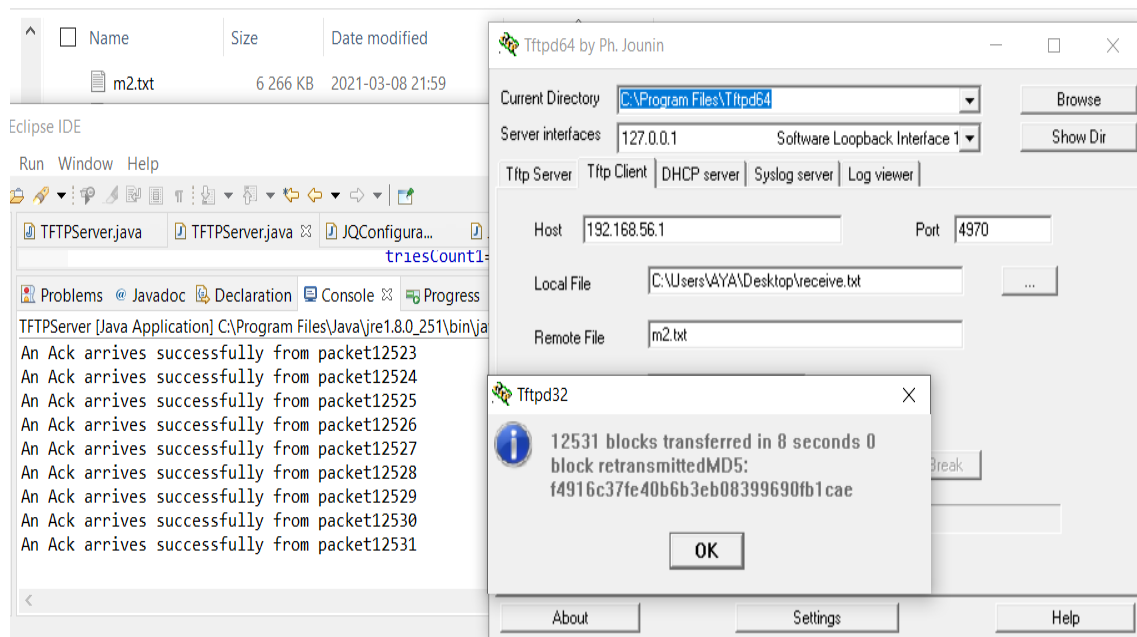 Name Size Date modified
m2.txt 6 266 KB 2021-03-08 21:59
Eclipse IDE
Run Window Help
TFTPServer.java TFTPServer.java JQConfigura...
triesCount1=
Problems @ Javadoc Declaration Console Progress
TFTPServer [Java Application] C:\Program Files\Java\jre1.8.0_251\bin\ja
An Ack arrives successfully from packet12523
An Ack arrives successfully from packet12524
An Ack arrives successfully from packet12525
An Ack arrives successfully from packet12526
An Ack arrives successfully from packet12527
An Ack arrives successfully from packet12528
An Ack arrives successfully from packet12529
An Ack arrives successfully from packet12530
An Ack arrives successfully from packet12531
Tftpd64 by Ph. Jounin
Current Directory C:\Program Files\Tftpd64 Browse
Server interfaces 127.0.0.1 Software Loopback Interface 1 Show Dir
Tftp Server Tftp Client DHCP server Syslog server Log viewer
Host 192.168.56.1 Port 4970
Local File C:\Users\AYA\Desktop\receive.txt ...
Remote File m2.txt
Tftpd32
12531 blocks transferred in 8 seconds 0
block retransmittedMD5:
f4916c37fe40b6b3eb08399690fb1cae
OK
Break
About Settings Help